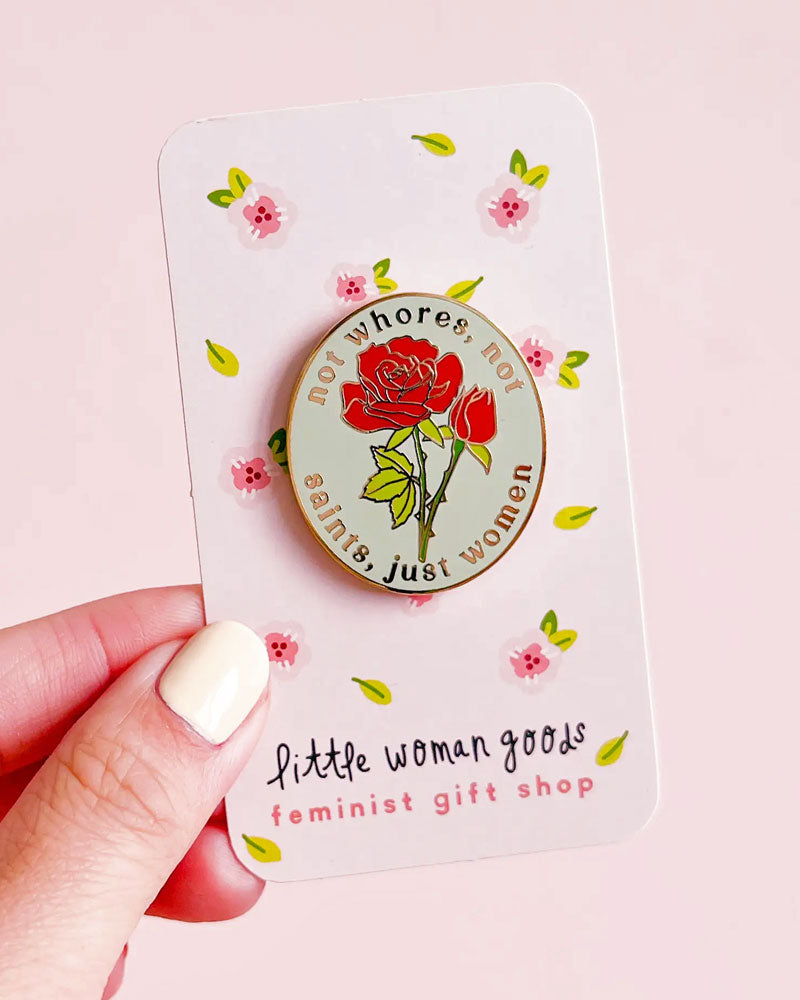 not whores, not
saints, just women
little woman goods
feminist gift shop